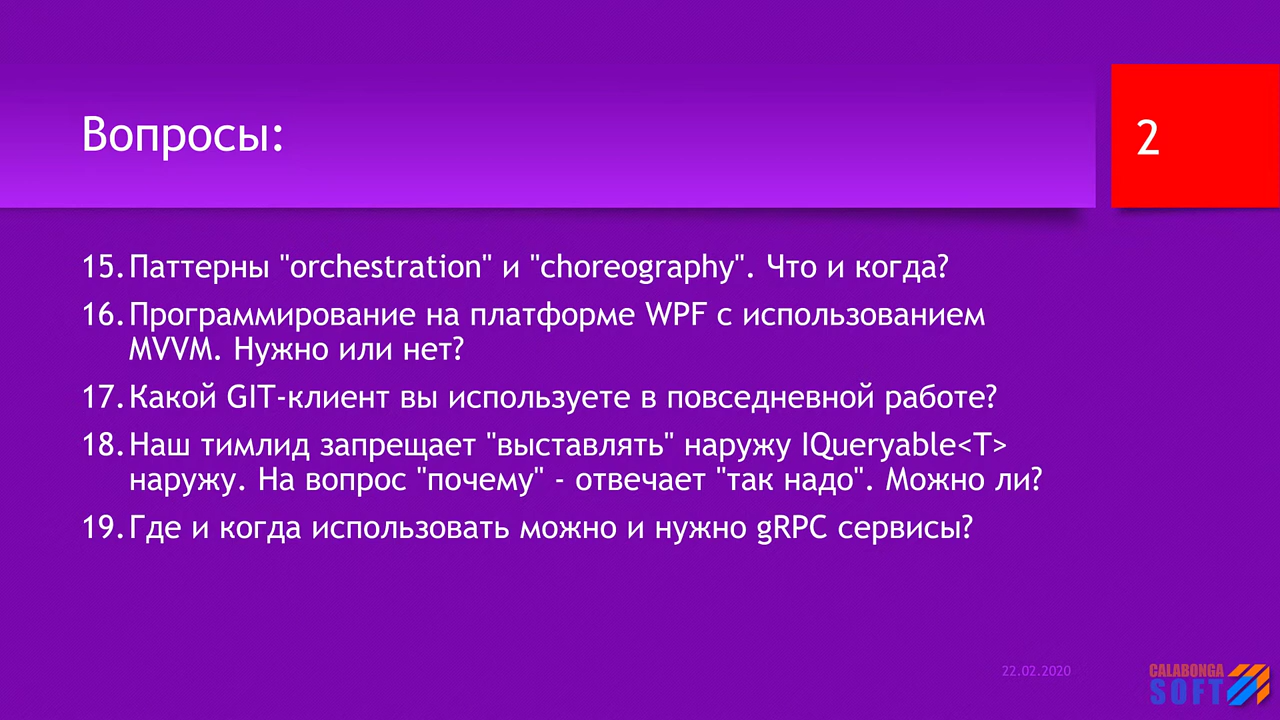 Вопросы:
2
15. Паттерны "orchestration" и "choreography". Что и когда?
16. Программирование на платформе WPF с использованием
MVVM. Нужно или нет?
17. Какой GIT-клиент вы используете в повседневной работе?
18. Наш тимлид запрещает "выставлять" наружу IQueryable<T>
наружу. На вопрос "почему" - отвечает "так надо". Можно ли?
19. Где и когда использовать можно и нужно gRPC сервисы?
22.02.2020
CALABONGA
SOFT